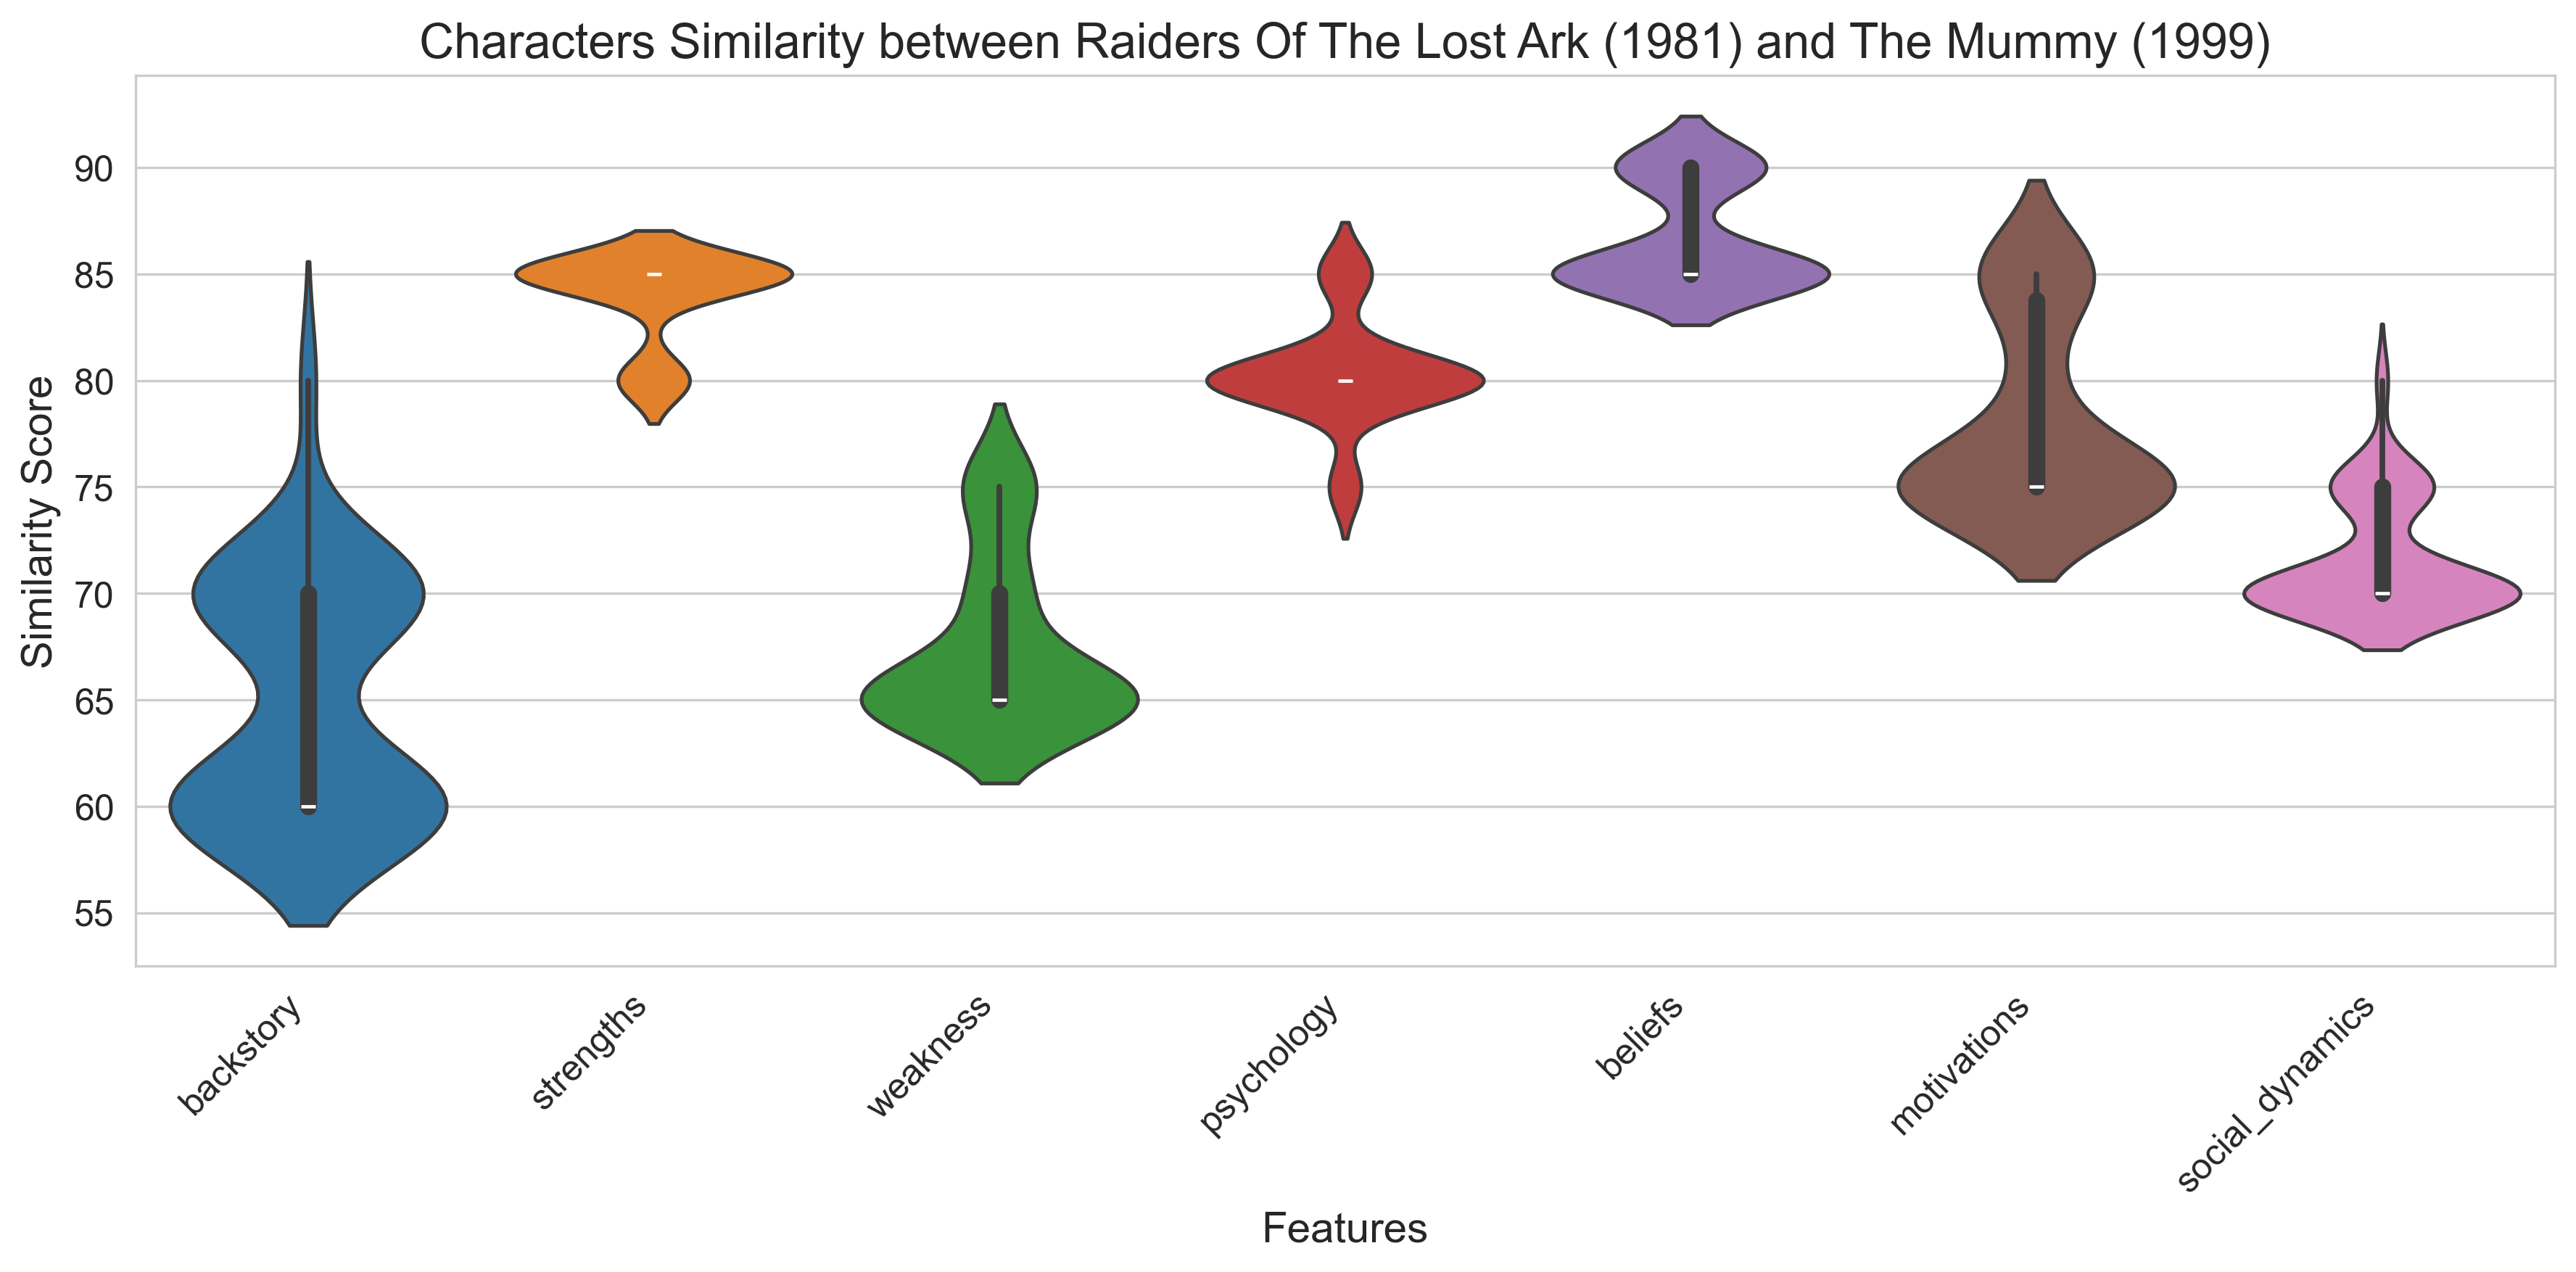 Characters Similarity between Raiders Of The Lost Ark (1981) and The Mummy (1999)
Similarity Score
90
85
80
75
70
65
60
55
backstory
strengths
weakness
psychology
beliefs
motivations
social_dynamics
Features